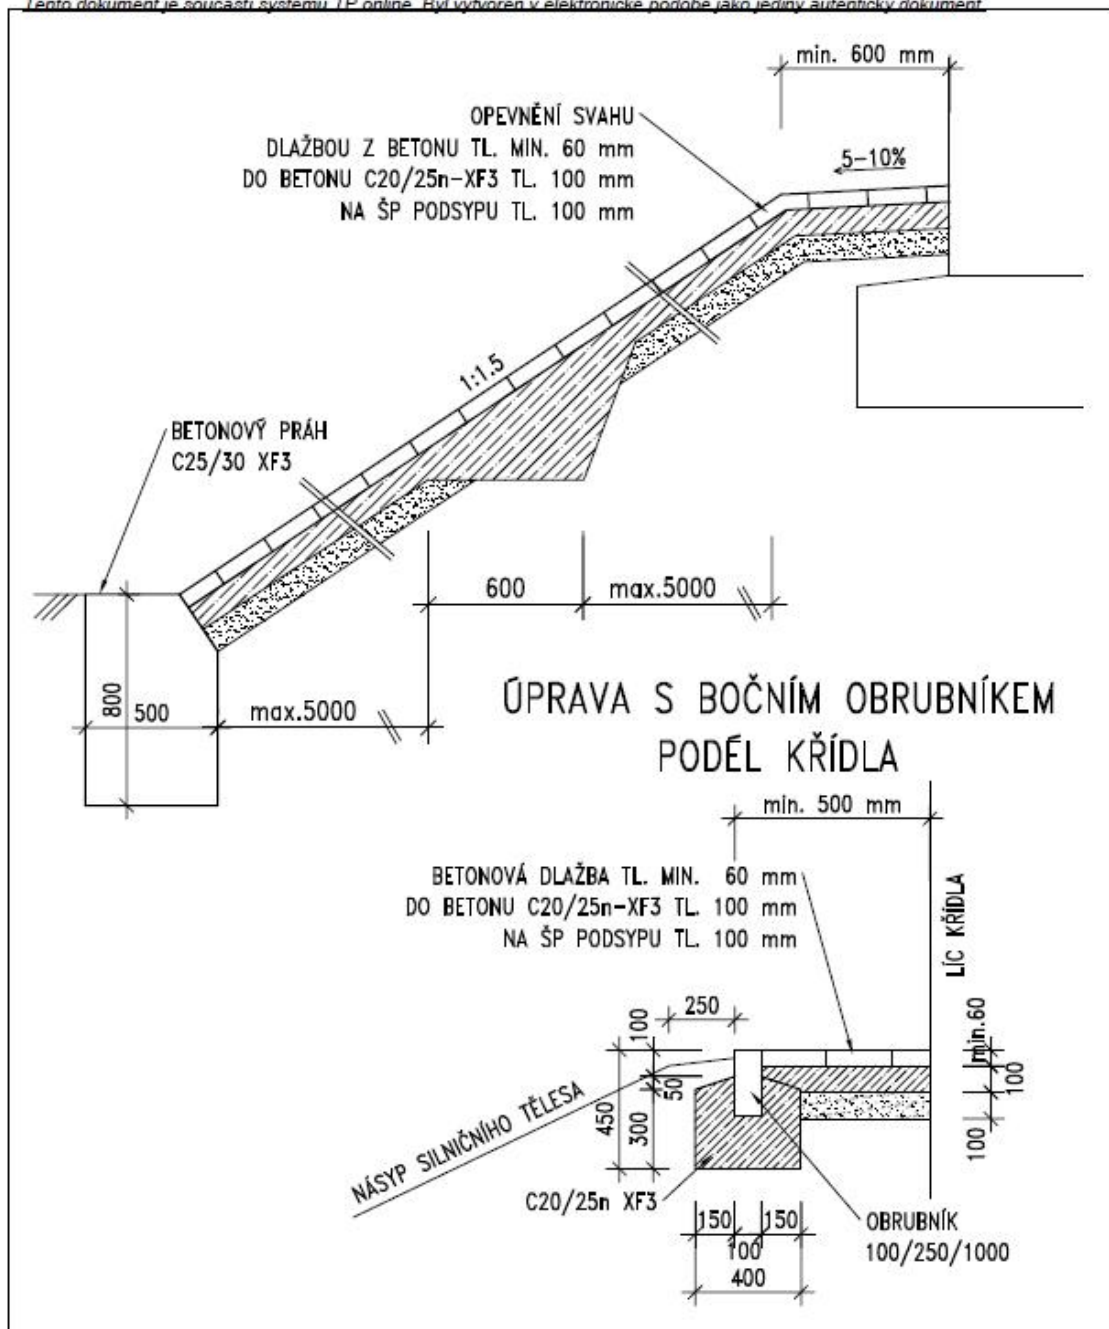 Tento dokument je součástí systému TP online. Byl vytvořen v elektronické podobě jako jediný autentický dokument.
min. 600 mm
OPEVNĚNÍ SVAHU
DLAŽBOU Z BETONU TL. MIN. 60 mm
DO BETONU C20/25n-XF3 TL. 100 mm
NA ŠP PODSYPU TL. 100 mm
5-10%
1:1.5
BETONOVÝ PRÁH
C25/30 XF3
600
max.5000
800
500
max.5000
ÚPRAVA S BOČNÍM OBRUBNÍKEM
PODÉL KŘÍDLA
min. 500 mm
BETONOVÁ DLAŽBA TL. MIN. 60 mm
DO BETONU C20/25n-XF3 TL. 100 mm
NA ŠP PODSYPU TL. 100 mm
LÍC KŘÍDLA
250
100
50
450
300
min.60
100
100
NÁSYP SILNIČNÍHO TĚLESA
C20/25n XF3
150
150
100
400
OBRUBNÍK
100/250/1000